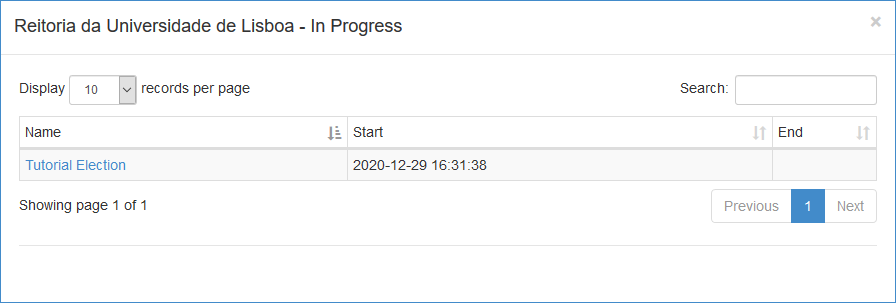 Reitoria da Universidade de Lisboa - In Progress ×
Display 10 records per page Search:
Name Start End
Tutorial Election 2020-12-29 16:31:38
Showing page 1 of 1 Previous 1 Next